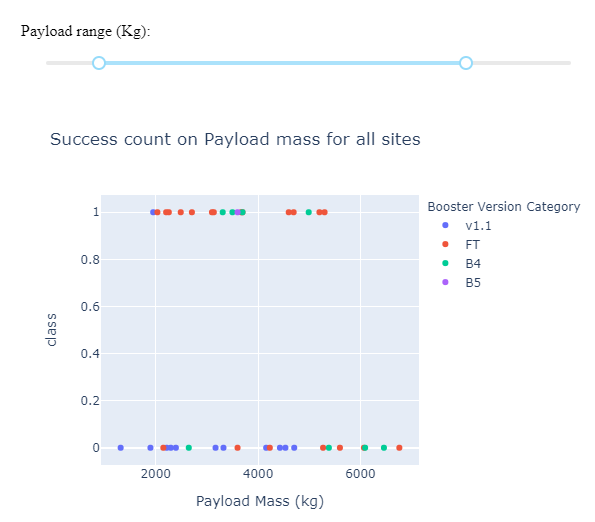 Payload range (Kg):
Success count on Payload mass for all sites
Booster Version Category
v1.1
FT
B4
B5
1
0.8
0.6
0.4
0.2
0
class
2000
4000
6000
Payload Mass (kg)